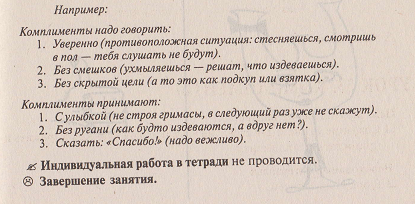 Например:
Комплименты надо говорить:
1. Уверенно (противоположная ситуация: стесняешься, смотришь
в пол — тебя слушать не будут).
2. Без смешков (ухмыляешься — решат, что издеваешься).
3. Без скрытой цели (а то это как подкуп или взятка).
Комплименты принимают:
1. С улыбкой (не строя гримасы, в следующий раз уже не скажут).
2. Без ругани (как будто издеваются, а вдруг нет?).
3. Сказать: «Спасибо!» (надо вежливо).
✍ Индивидуальная работа в тетради не проводится.
☹ Завершение занятия.